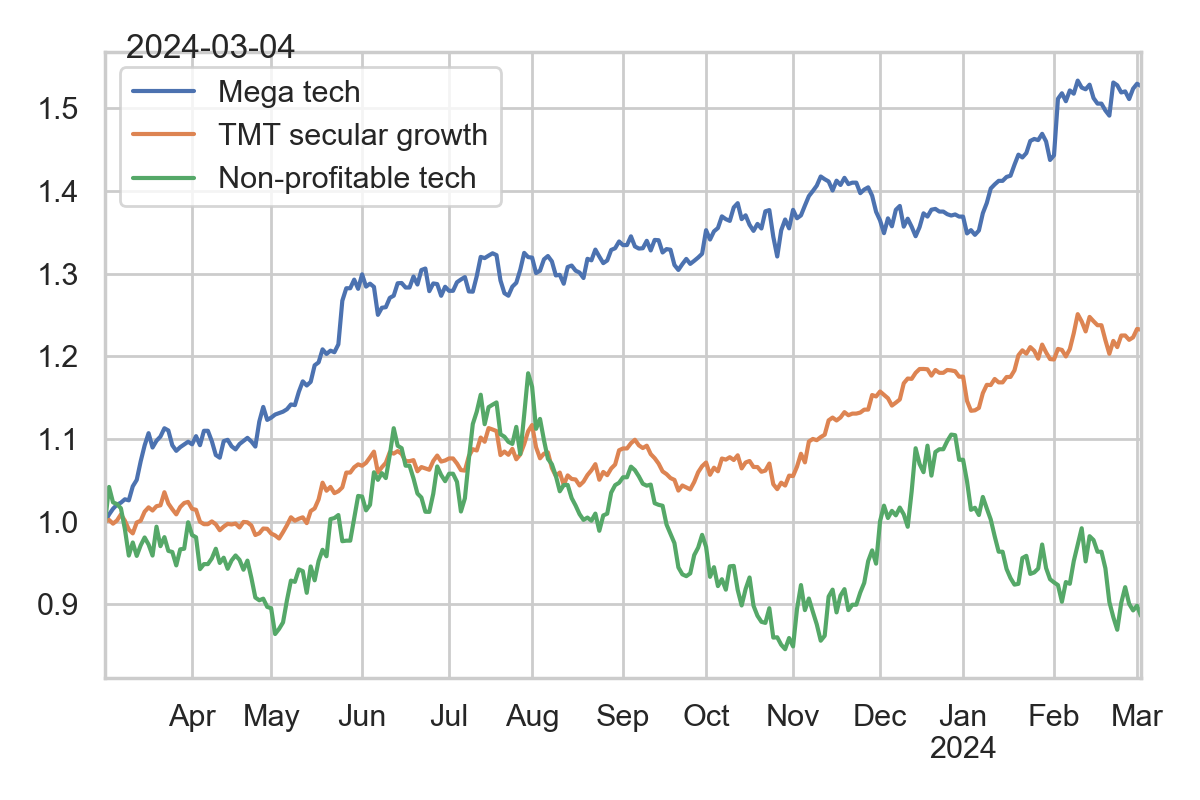 2024-03-04
Mega tech
TMT secular growth
Non-profitable tech
1.5
1.4
1.3
1.2
1.1
1.0
0.9
Apr May Jun Jul Aug Sep Oct Nov Dec Jan Feb Mar
2024